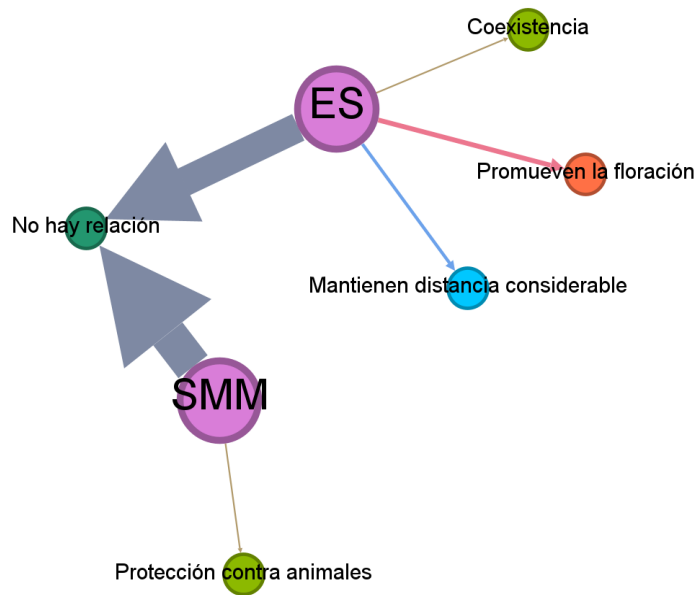 Coexistencia
ES
Promueven la floración
No hay relación
Mantienen distancia considerable
SMM
Protección contra animales